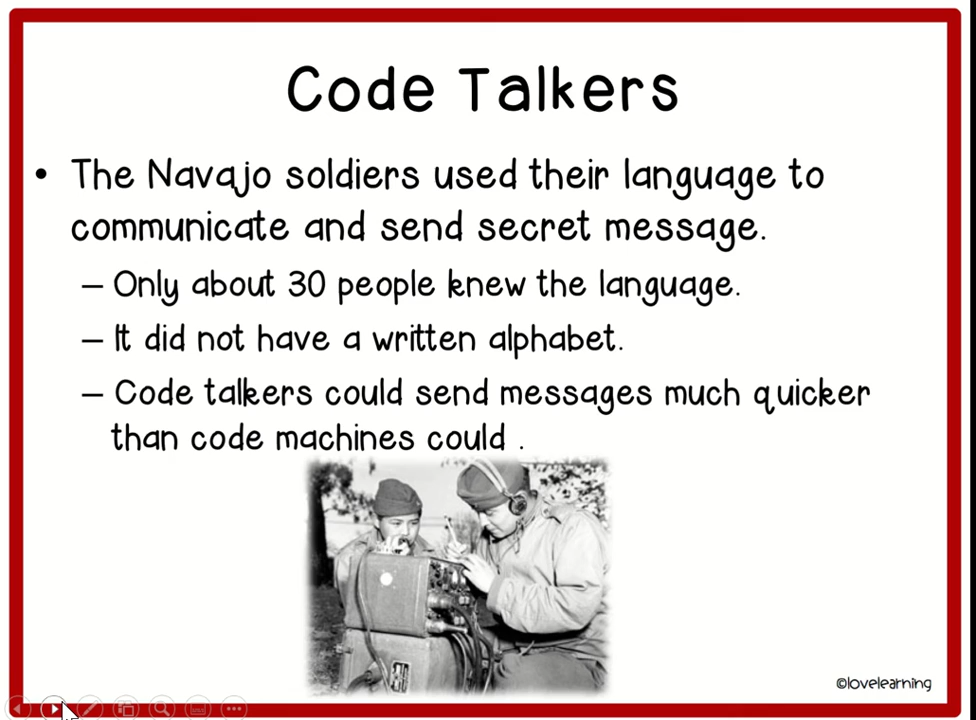 Code Talkers
• The Navajo soldiers used their language to
communicate and send secret message.
– Only about 30 people knew the language.
– It did not have a written alphabet.
– Code talkers could send messages much quicker
than code machines could .
©lovelearning